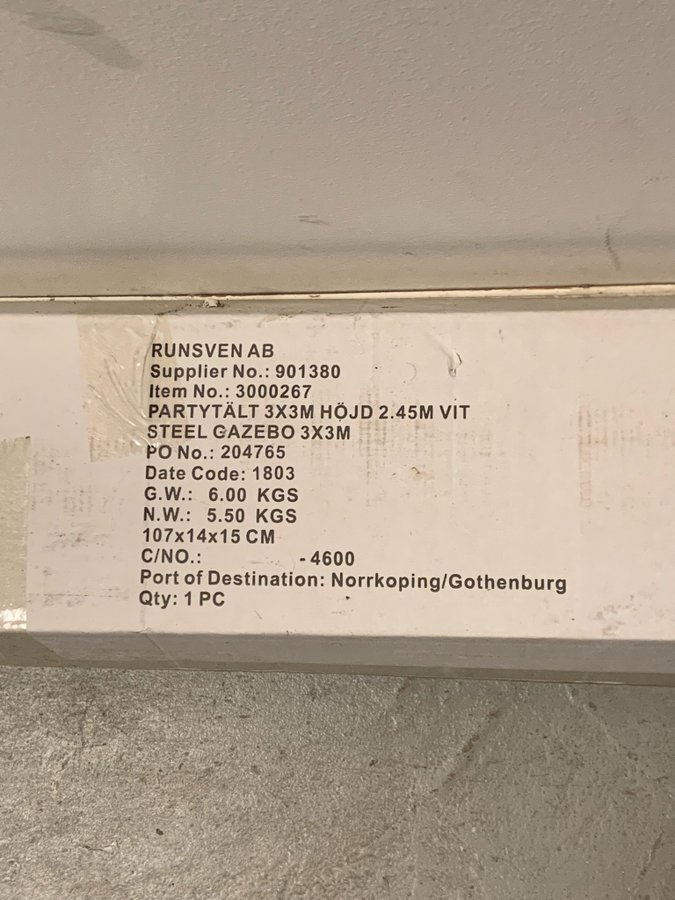 RUNSVEN AB
Supplier No.: 901380
Item No.: 3000267
PARTYTÄLT 3X3M HÖJD 2.45M VIT
STEEL GAZEBO 3X3M
PO No.: 204765
Date Code: 1803
G.W.: 6.00 KGS
N.W.: 5.50 KGS
107x14x15 CM
C/NO.: - 4600
Port of Destination: Norrkoping/Gothenburg
Qty: 1 PC